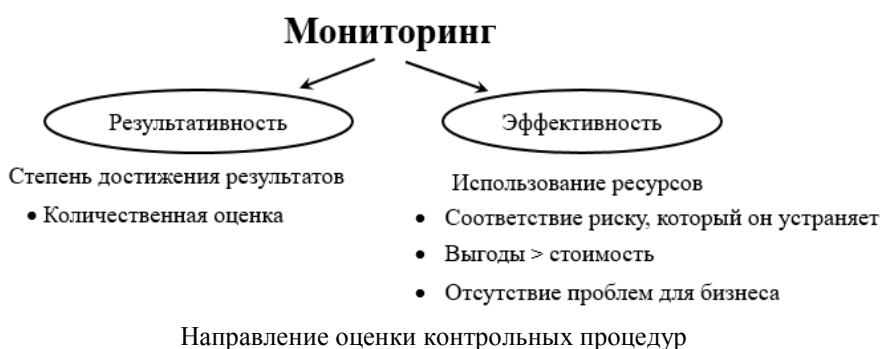 Мониторинг
Результативность
Степень достижения результатов
• Количественная оценка
Эффективность
Использование ресурсов
• Соответствие риску, который он устраняет
• Выгоды > стоимость
• Отсутствие проблем для бизнеса
Направление оценки контрольных процедур